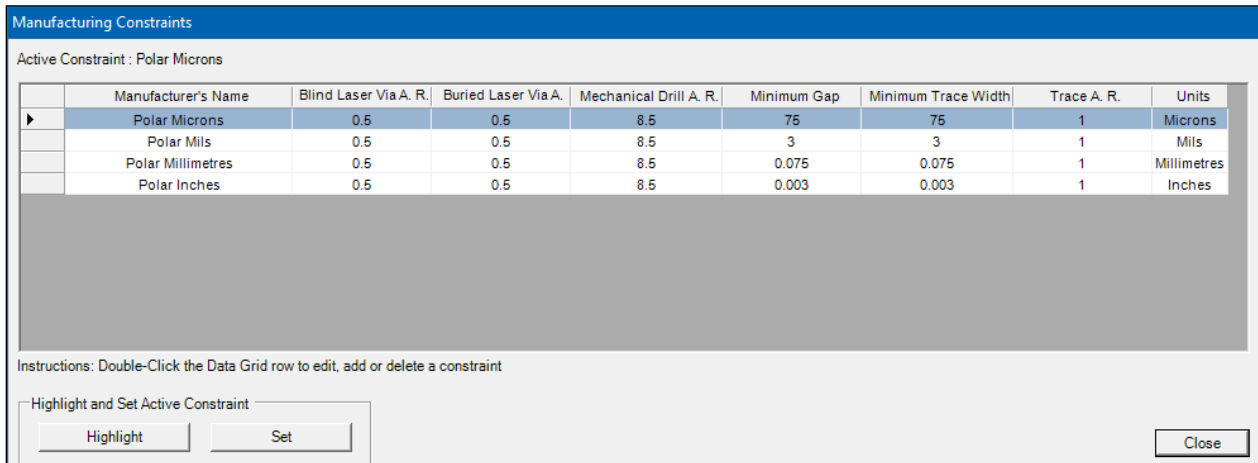 Manufacturing Constraints
Active Constraint : Polar Microns
Manufacturer's Name Blind Laser Via A. R. Buried Laser Via A. Mechanical Drill A. R. Minimum Gap Minimum Trace Width Trace A. R. Units
Polar Microns 0.5 0.5 8.5 75 75 1 Microns
Polar Mils 0.5 0.5 8.5 3 3 1 Mils
Polar Millimetres 0.5 0.5 8.5 0.075 0.075 1 Millimetres
Polar Inches 0.5 0.5 8.5 0.003 0.003 1 Inches
Instructions: Double-Click the Data Grid row to edit, add or delete a constraint
Highlight and Set Active Constraint
Highlight Set Close